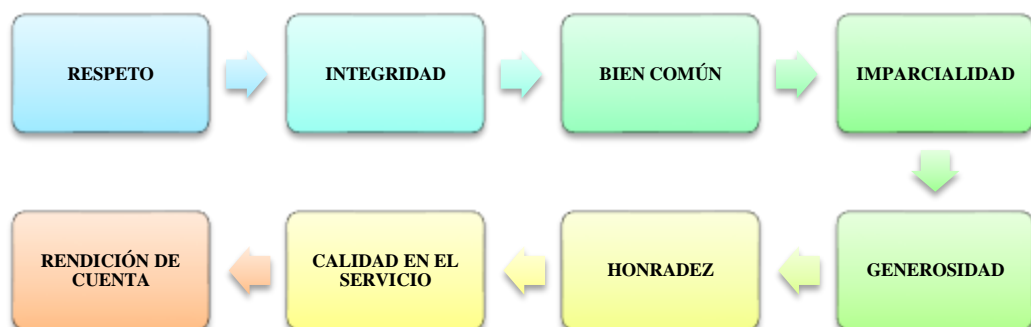 RESPETO
INTEGRIDAD
BIEN COMÚN
IMPARCIALIDAD
GENEROSIDAD
HONRADEZ
CALIDAD EN EL
SERVICIO
RENDICIÓN DE
CUENTA